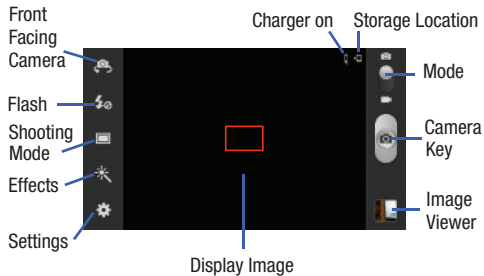 Front
Facing
Camera
Charger on
Storage Location
Flash
Mode
Shooting
Mode
Camera
Key
Effects
Image
Viewer
Settings
Display Image